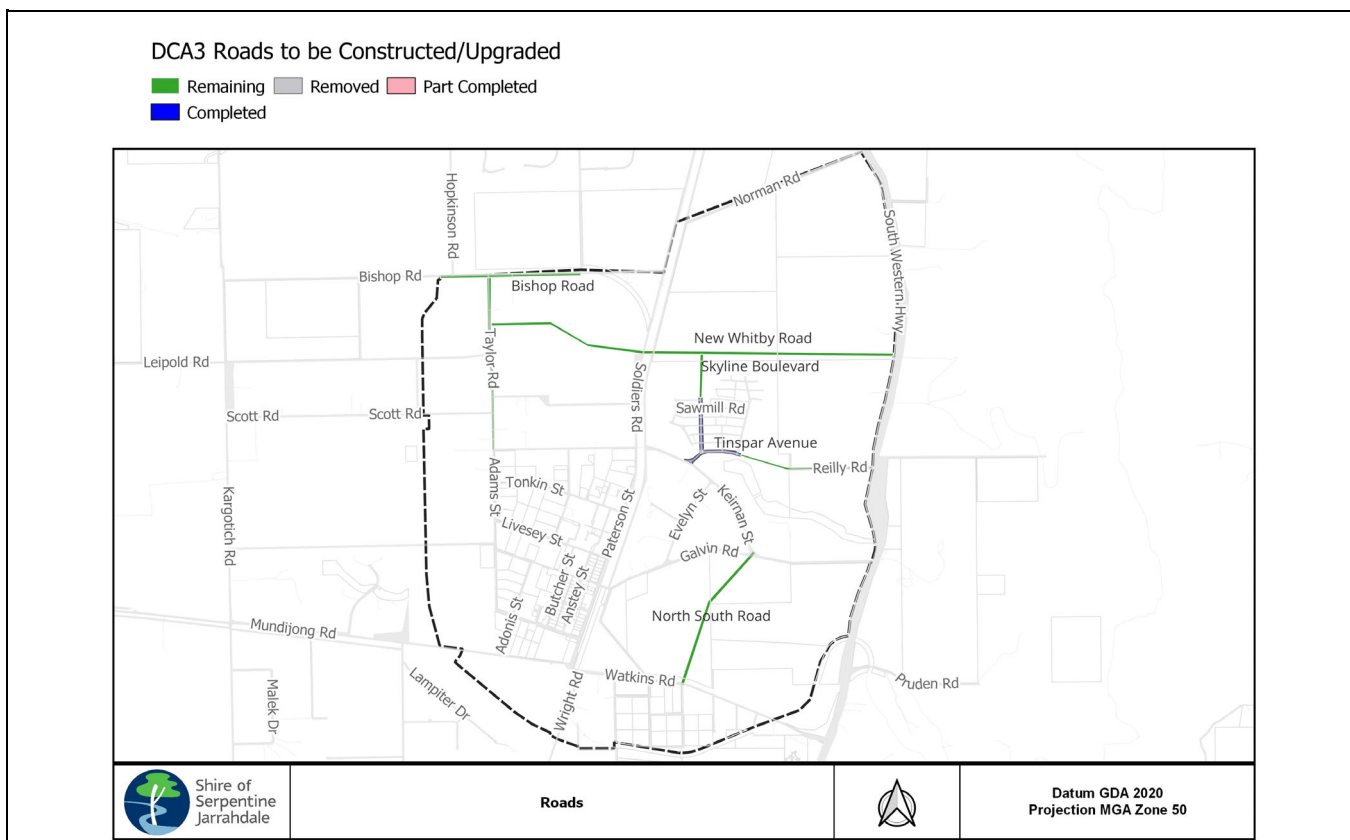 DCA3 Roads to be Constructed/Upgraded
Remaining
Removed
Part Completed
Completed
Norman Rd
Hopkinson Rd
South Western Hwy
Bishop Rd
Bishop Road
New Whitby Road
Taylor Rd
Leipold Rd
Skyline Boulevard
Soldiers Rd
Scott Rd
Scott Rd
Sawmill Rd
Tinspar Avenue
Reilly Rd
Adams St
Tonkin St
Kargotich Rd
Livesey St
Paterson St
Evelyn St
Keirnan St
Galvin Rd
Butcher St
Anstey St
Adonis St
North South Road
Mundijong Rd
Watkins Rd
Pruden Rd
Malek Dr
Lampiter Dr
Wright Rd
Shire of
Serpentine
Jarrahdale
Roads
Datum GDA 2020
Projection MGA Zone 50